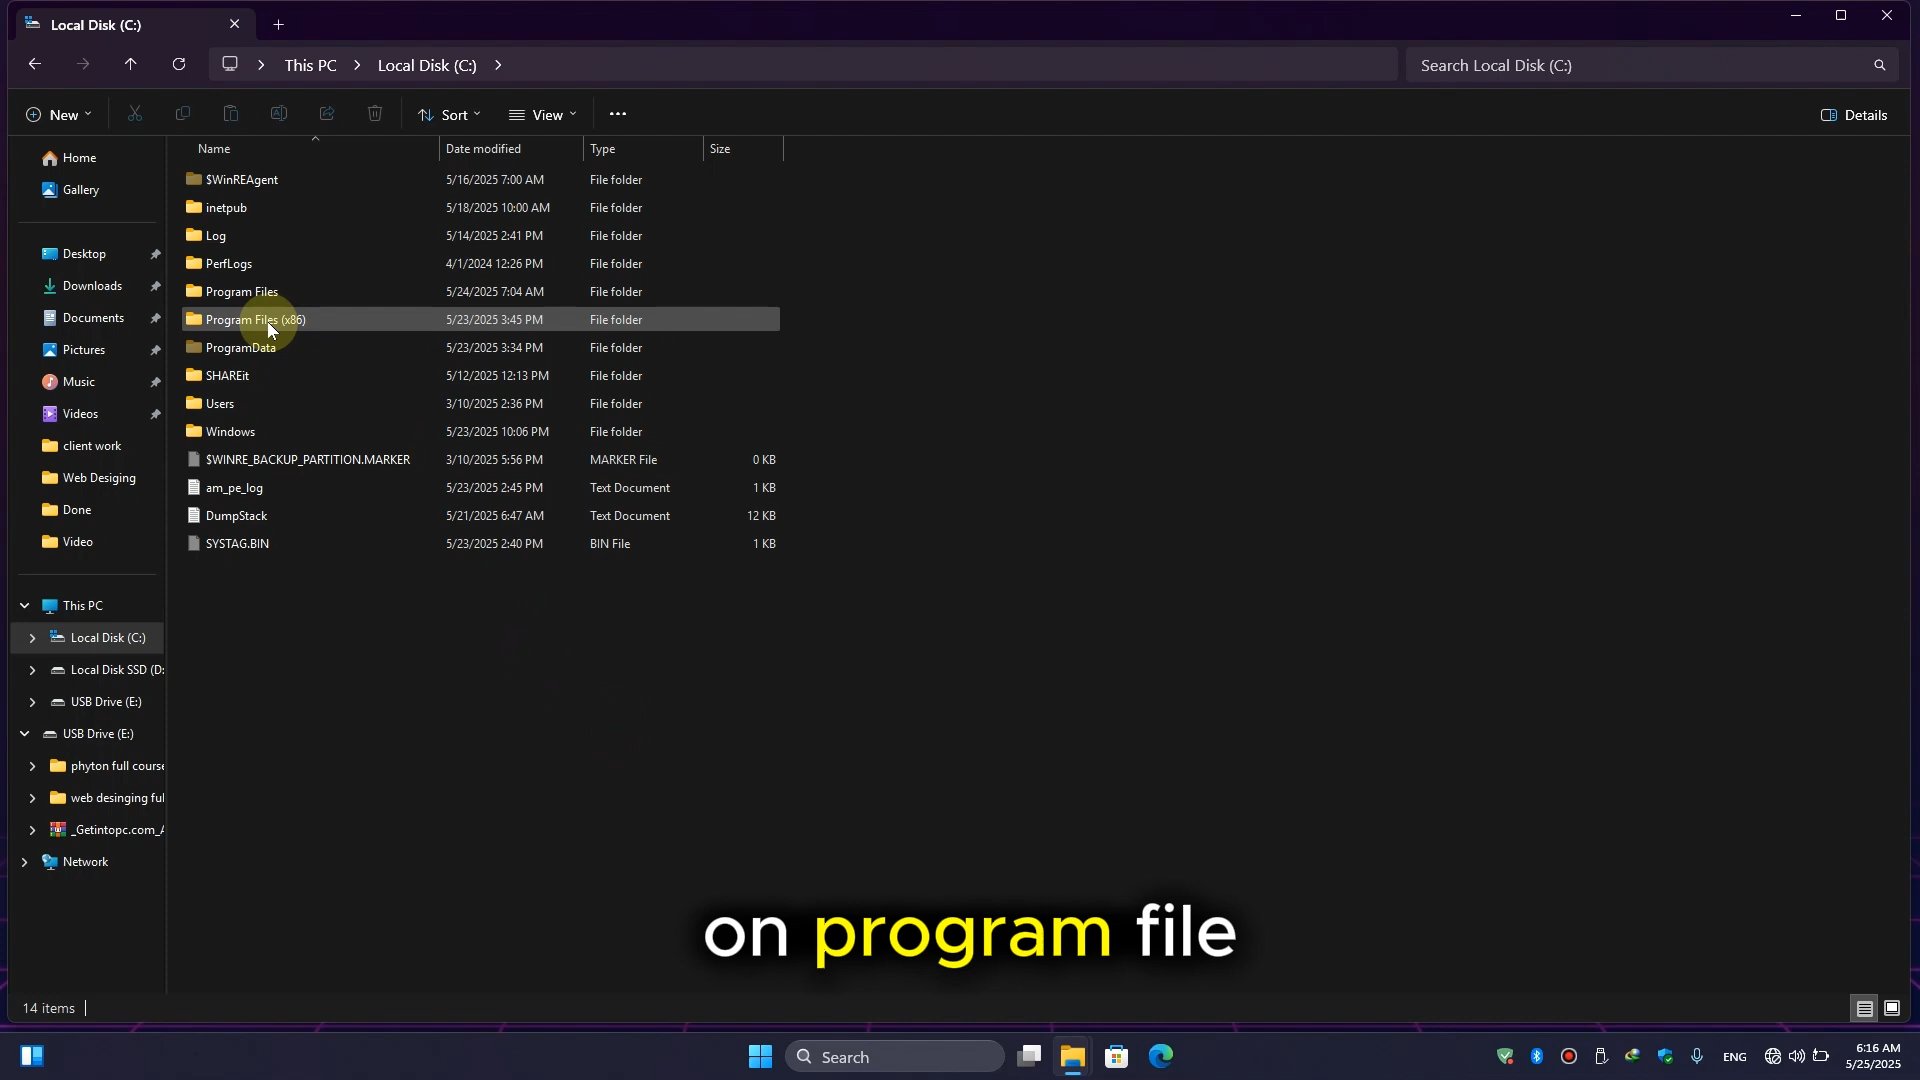 Local Disk (C:)
This PC > Local Disk (C:) >
Search Local Disk (C:)
New
Sort
View
Details
Name Date modified Type Size
Home
Gallery
Desktop
Downloads
Documents
Pictures
Music
Videos
client work
Web Desiging
Done
Video
This PC
Local Disk (C:)
Local Disk SSD (D:
USB Drive (E:)
USB Drive (E:)
phyton full course
web desinging ful
_Getintopc.com_A
Network
$WinREAgent 5/16/2025 7:00 AM File folder
inetpub 5/18/2025 10:00 AM File folder
Log 5/14/2025 2:41 PM File folder
PerfLogs 4/1/2024 12:26 PM File folder
Program Files 5/24/2025 7:04 AM File folder
Program Files (x86) 5/23/2025 3:45 PM File folder
ProgramData 5/23/2025 3:34 PM File folder
SHAREit 5/12/2025 12:13 PM File folder
Users 3/10/2025 2:36 PM File folder
Windows 5/23/2025 10:06 PM File folder
$WINRE_BACKUP_PARTITION.MARKER 3/10/2025 5:56 PM MARKER File 0 KB
am_pe_log 5/23/2025 2:45 PM Text Document 1 KB
DumpStack 5/21/2025 6:47 AM Text Document 12 KB
SYSTAG.BIN 5/23/2025 2:40 PM BIN File 1 KB
on program file
14 items
Search
ENG
6:16 AM
5/25/2025